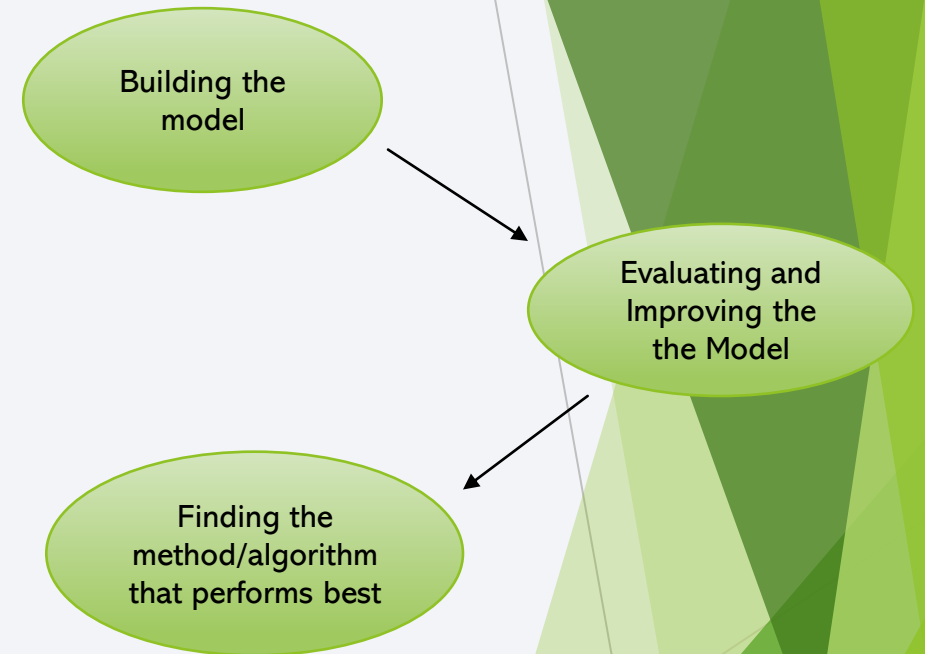 Building the
model
Evaluating and
Improving the
the Model
Finding the
method/algorithm
that performs best